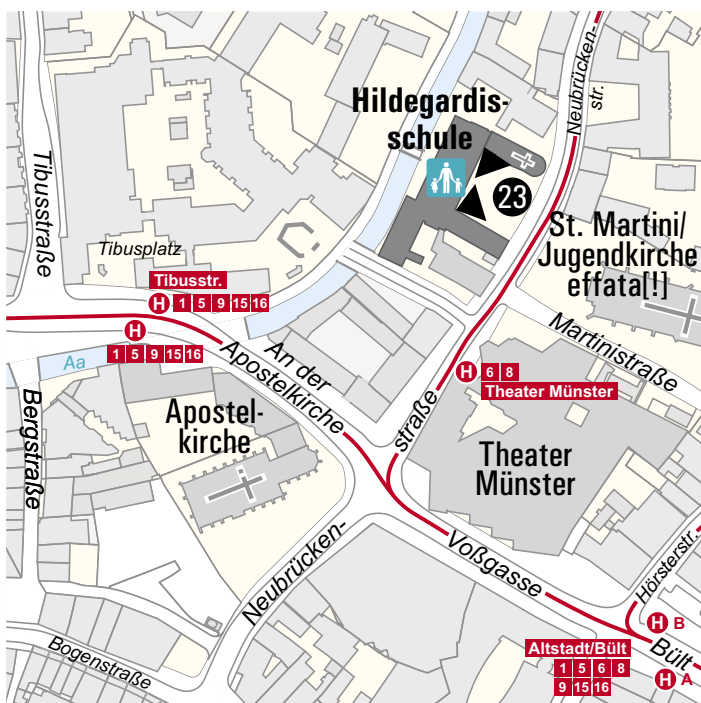 Neubrücken-
str.
Hildegardis-
schule
23
Tibusstraße
St. Martini/
Jugendkirche
effata[!]
Tibusplatz
Tibusstr.
H 1 5 9 15 16
H
1 5 9 15 16
An der
Apostelkirche
Martinistraße
Aa
H 6 8
Theater Münster
Bergstraße
Apostel-
kirche
straße
Theater
Münster
Neubrücken-
Voßgasse
Hörsterstr.
Bogenstraße
H B
Bült
Altstadt/Bült
1 5 6 8
9 15 16
H A